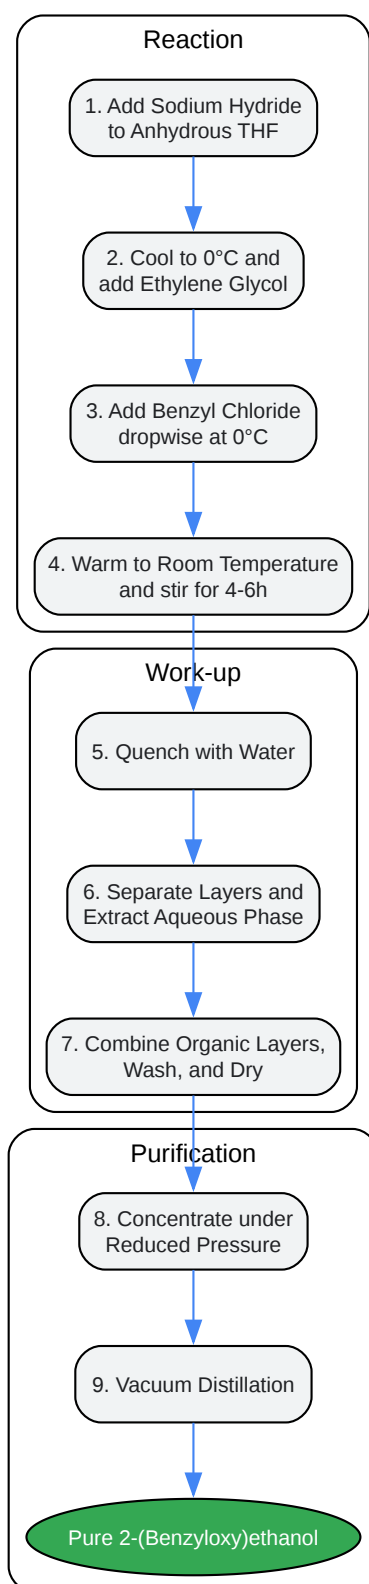 Reaction
1. Add Sodium Hydride
to Anhydrous THF
2. Cool to 0°C and
add Ethylene Glycol
3. Add Benzyl Chloride
dropwise at 0°C
4. Warm to Room Temperature
and stir for 4-6h
Work-up
5. Quench with Water
6. Separate Layers and
Extract Aqueous Phase
7. Combine Organic Layers,
Wash, and Dry
Purification
8. Concentrate under
Reduced Pressure
9. Vacuum Distillation
Pure 2-(Benzyloxy)ethanol